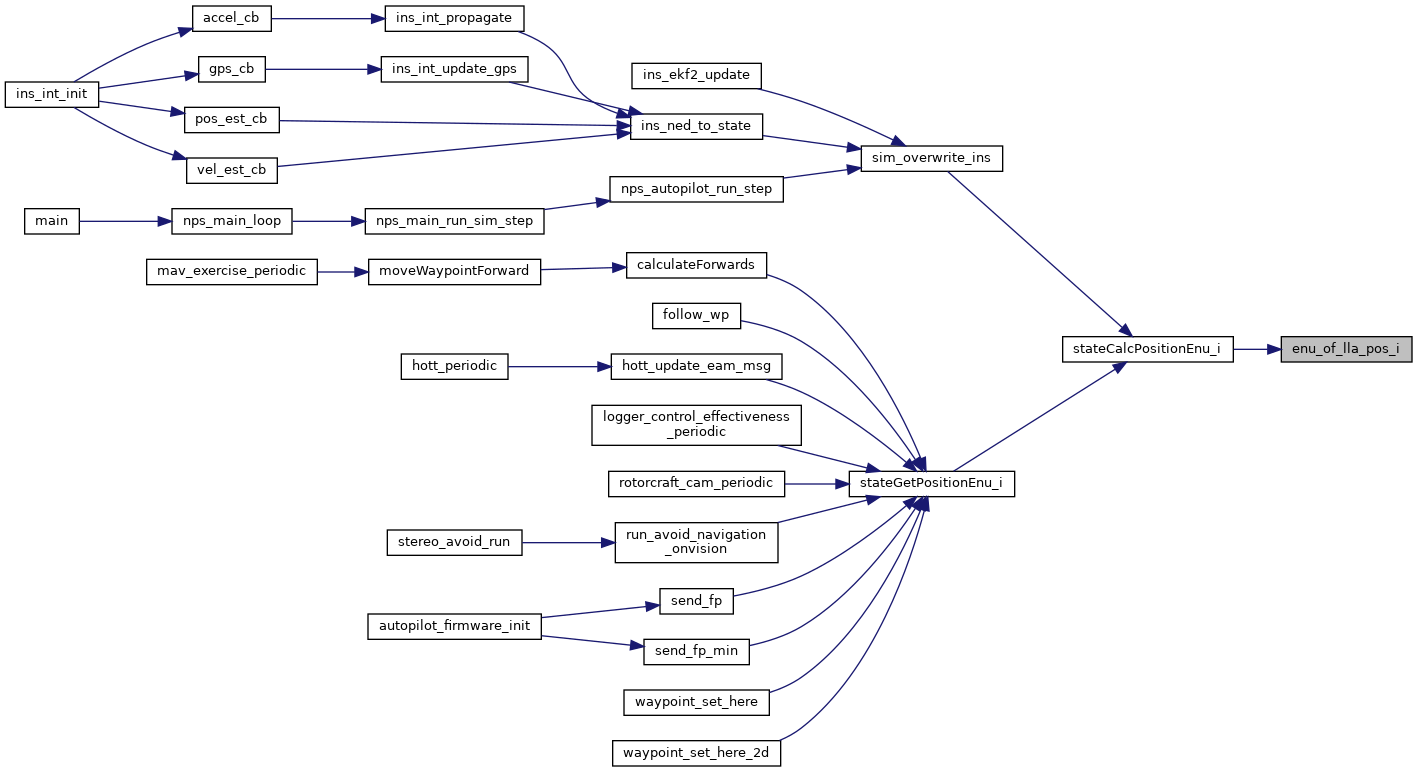 accel_cb
ins_int_propagate
gps_cb
ins_int_update_gps
ins_ekf2_update
ins_int_init
pos_est_cb
ins_ned_to_state
sim_overwrite_ins
vel_est_cb
nps_autopilot_run_step
main
nps_main_loop
nps_main_run_sim_step
mav_exercise_periodic
moveWaypointForward
calculateForwards
follow_wp
stateCalcPositionEnu_i
enu_of_lla_pos_i
hott_periodic
hott_update_eam_msg
logger_control_effectiveness
_periodic
rotorcraft_cam_periodic
stateGetPositionEnu_i
stereo_avoid_run
run_avoid_navigation
_onvision
send_fp
autopilot_firmware_init
send_fp_min
waypoint_set_here
waypoint_set_here_2d